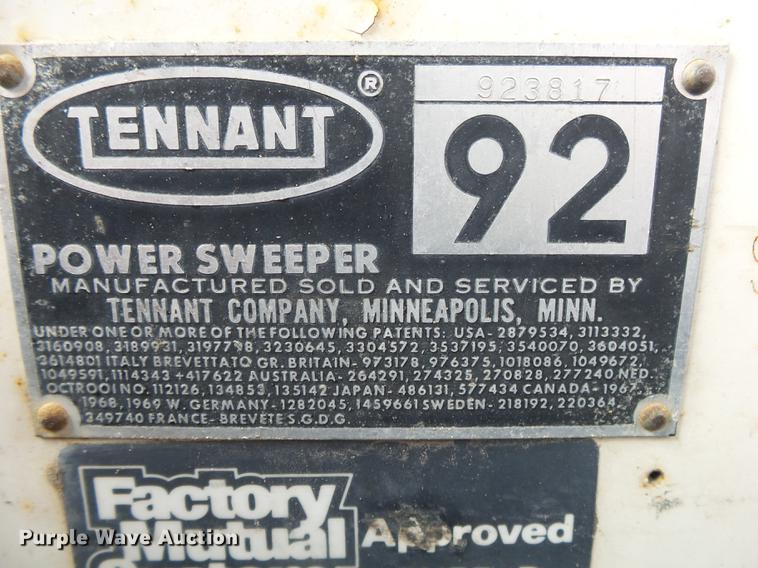 TENNANT ®
923817
92
POWER SWEEPER
MANUFACTURED SOLD AND SERVICED BY
TENNANT COMPANY, MINNEAPOLIS, MINN.
UNDER ONE OR MORE OF THE FOLLOWING PATENTS: USA-2879534, 3113332,
3160908, 3189931, 3197798, 3230645, 3304572, 3537195, 3540070, 3604051,
3614801 ITALY BREVETTATO GR. BRITAIN-973178, 976375, 1018086, 1049672,
1049591, 1114343+417622 AUSTRALIA-264291, 274325, 270828, 277240 NED.
OCTROOI NO. 112126, 134853, 135142 JAPAN-486131, 577434 CANADA-1967
1968, 1969 W. GERMANY-1282045, 1459661 SWEDEN-218192, 220364,
349740 FRANCE-BREVETE S.G.D.G.
Factory
Mutual Approved
Purple Wave Auction